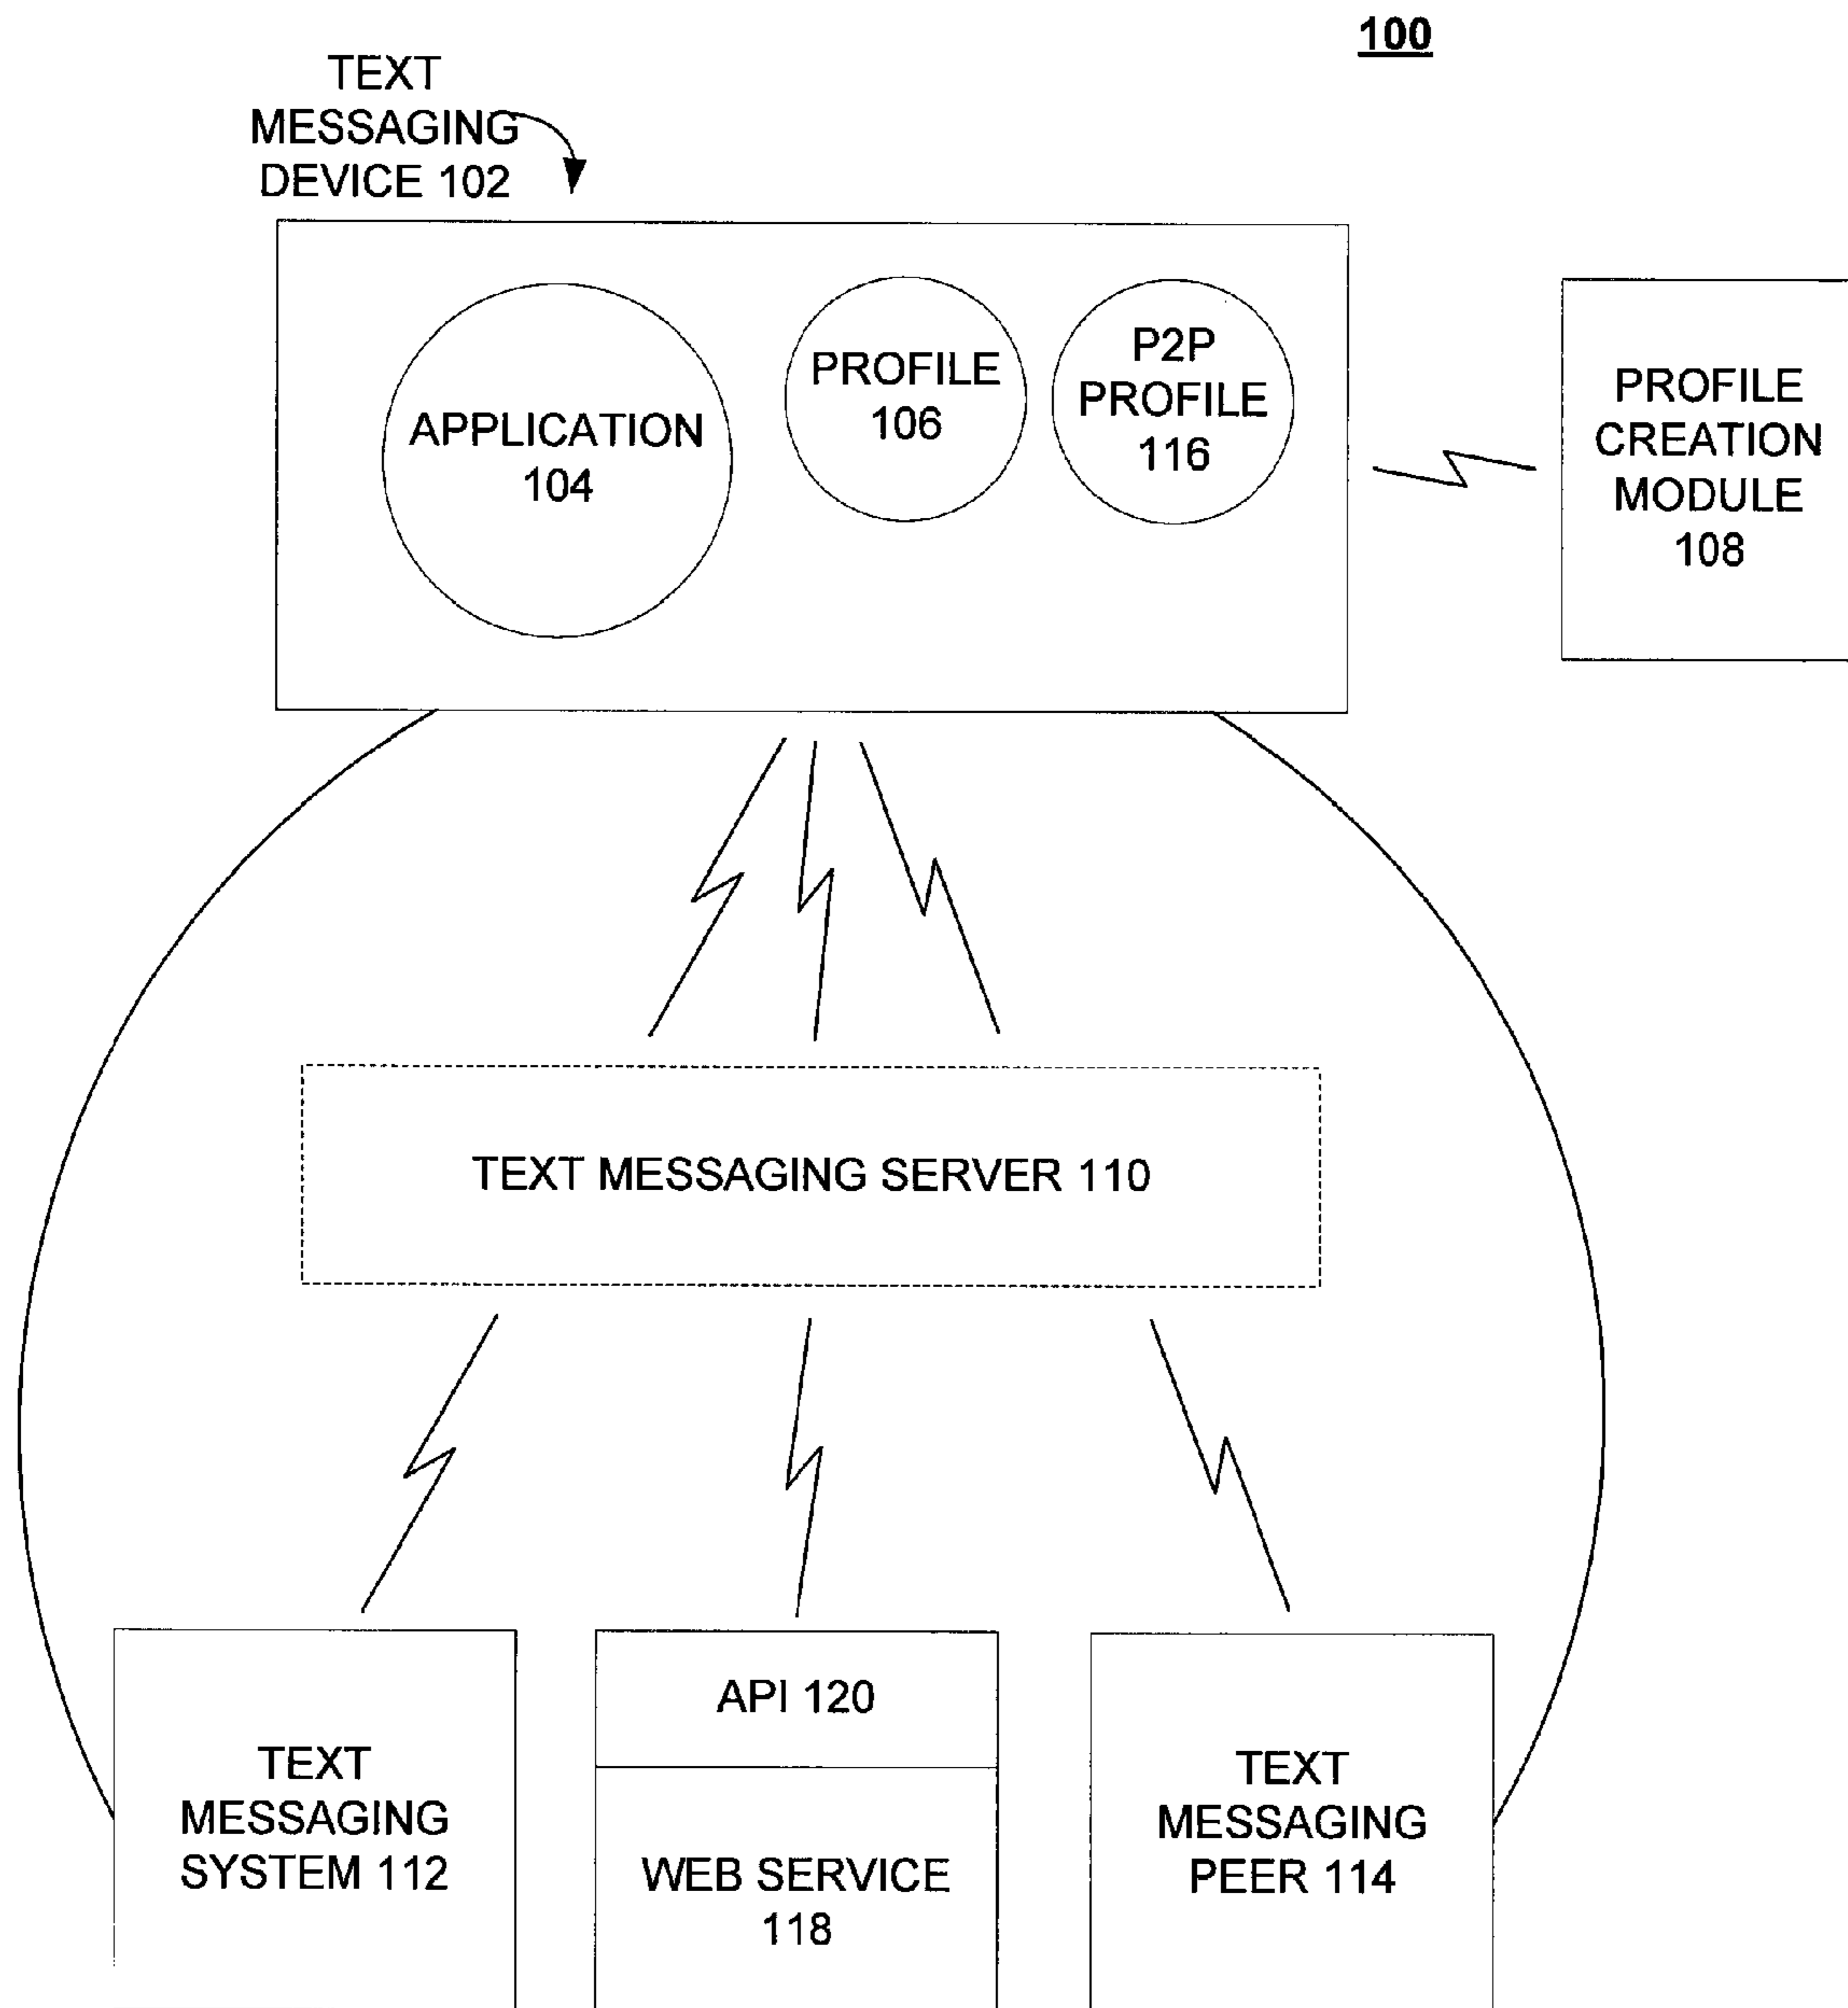 100
TEXT
MESSAGING
DEVICE 102
APPLICATION
104
PROFILE
106
P2P
PROFILE
116
PROFILE
CREATION
MODULE
108
TEXT MESSAGING SERVER 110
TEXT
MESSAGING
SYSTEM 112
API 120
WEB SERVICE
118
TEXT
MESSAGING
PEER 114